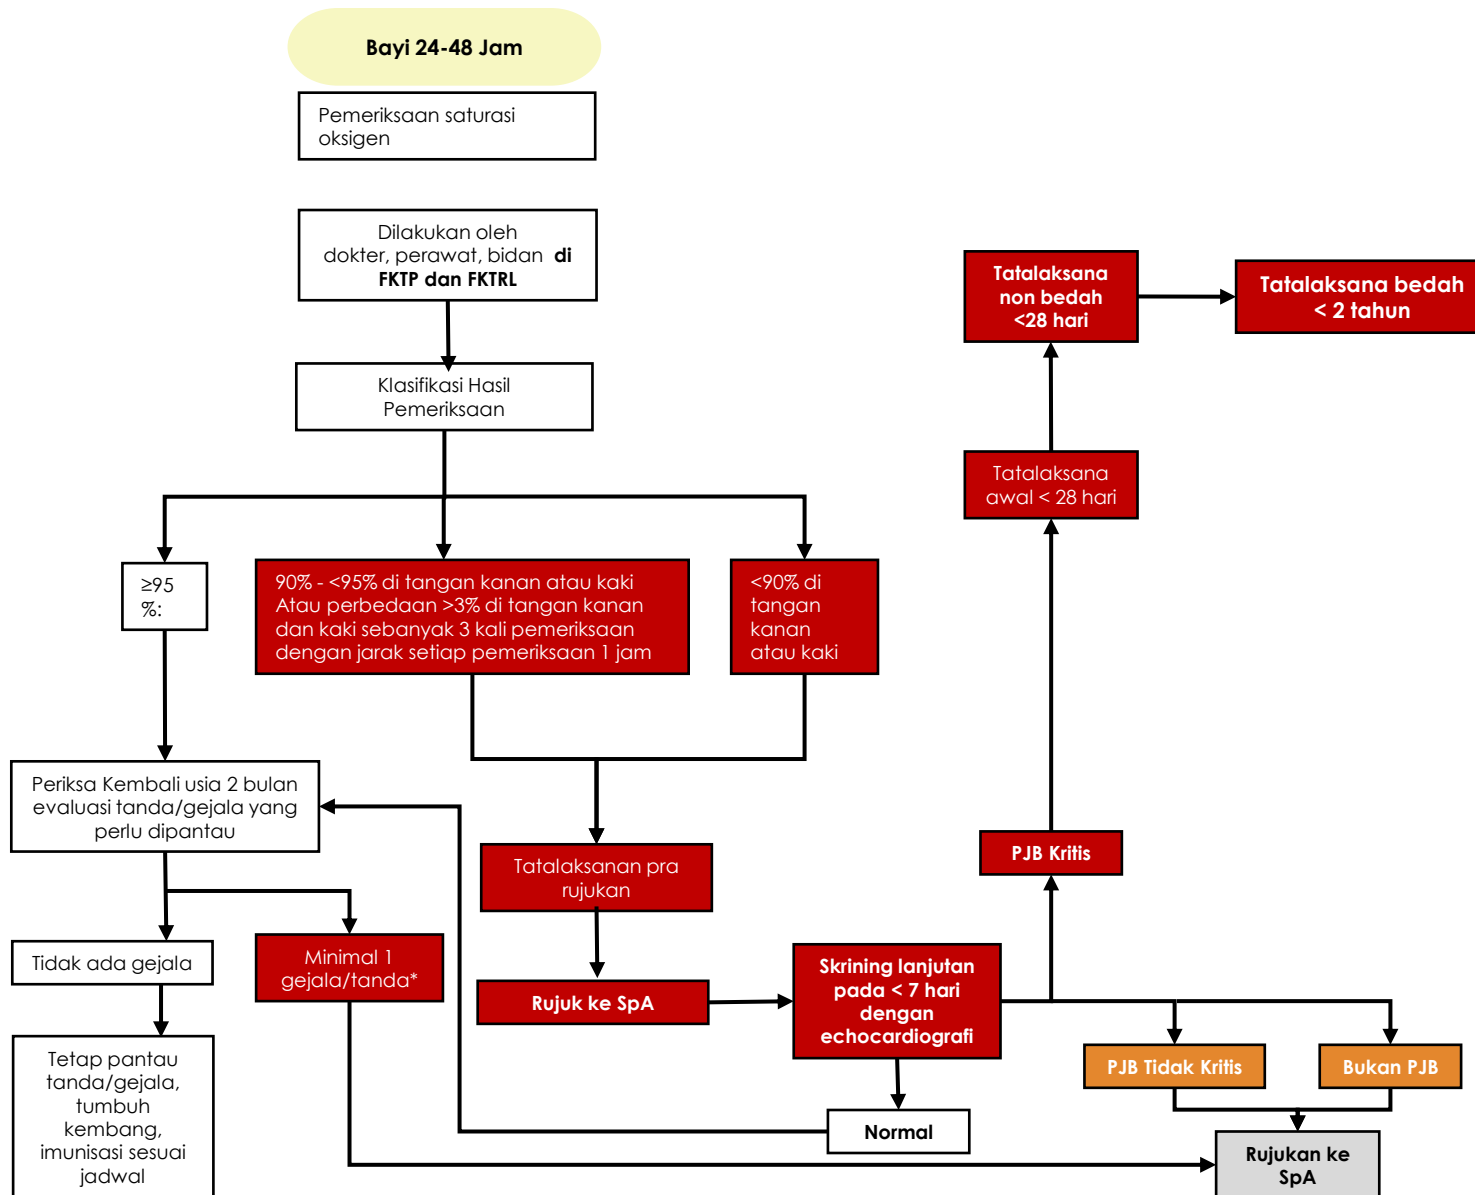 Bayi 24-48 Jam
Pemeriksaan saturasi
oksigen
Dilakukan oleh
dokter, perawat, bidan di
FKTP dan FKTRL
Klasifikasi Hasil
Pemeriksaan
≥95
%:
90% - <95% di tangan kanan atau kaki
Atau perbedaan >3% di tangan kanan
dan kaki sebanyak 3 kali pemeriksaan
dengan jarak setiap pemeriksaan 1 jam
<90% di
tangan
kanan
atau kaki
Periksa Kembali usia 2 bulan
evaluasi tanda/gejala yang
perlu dipantau
Tidak ada gejala
Minimal 1
gejala/tanda*
Tetap pantau
tanda/gejala,
tumbuh
kembang,
imunisasi sesuai
jadwal
Tatalaksanan pra
rujukan
Rujuk ke SpA
Skrining lanjutan
pada < 7 hari
dengan
echocardiografi
Normal
PJB Kritis
Tatalaksana
awal < 28 hari
Tatalaksana
non bedah
<28 hari
Tatalaksana bedah
< 2 tahun
PJB Tidak Kritis
Bukan PJB
Rujukan ke
SpA